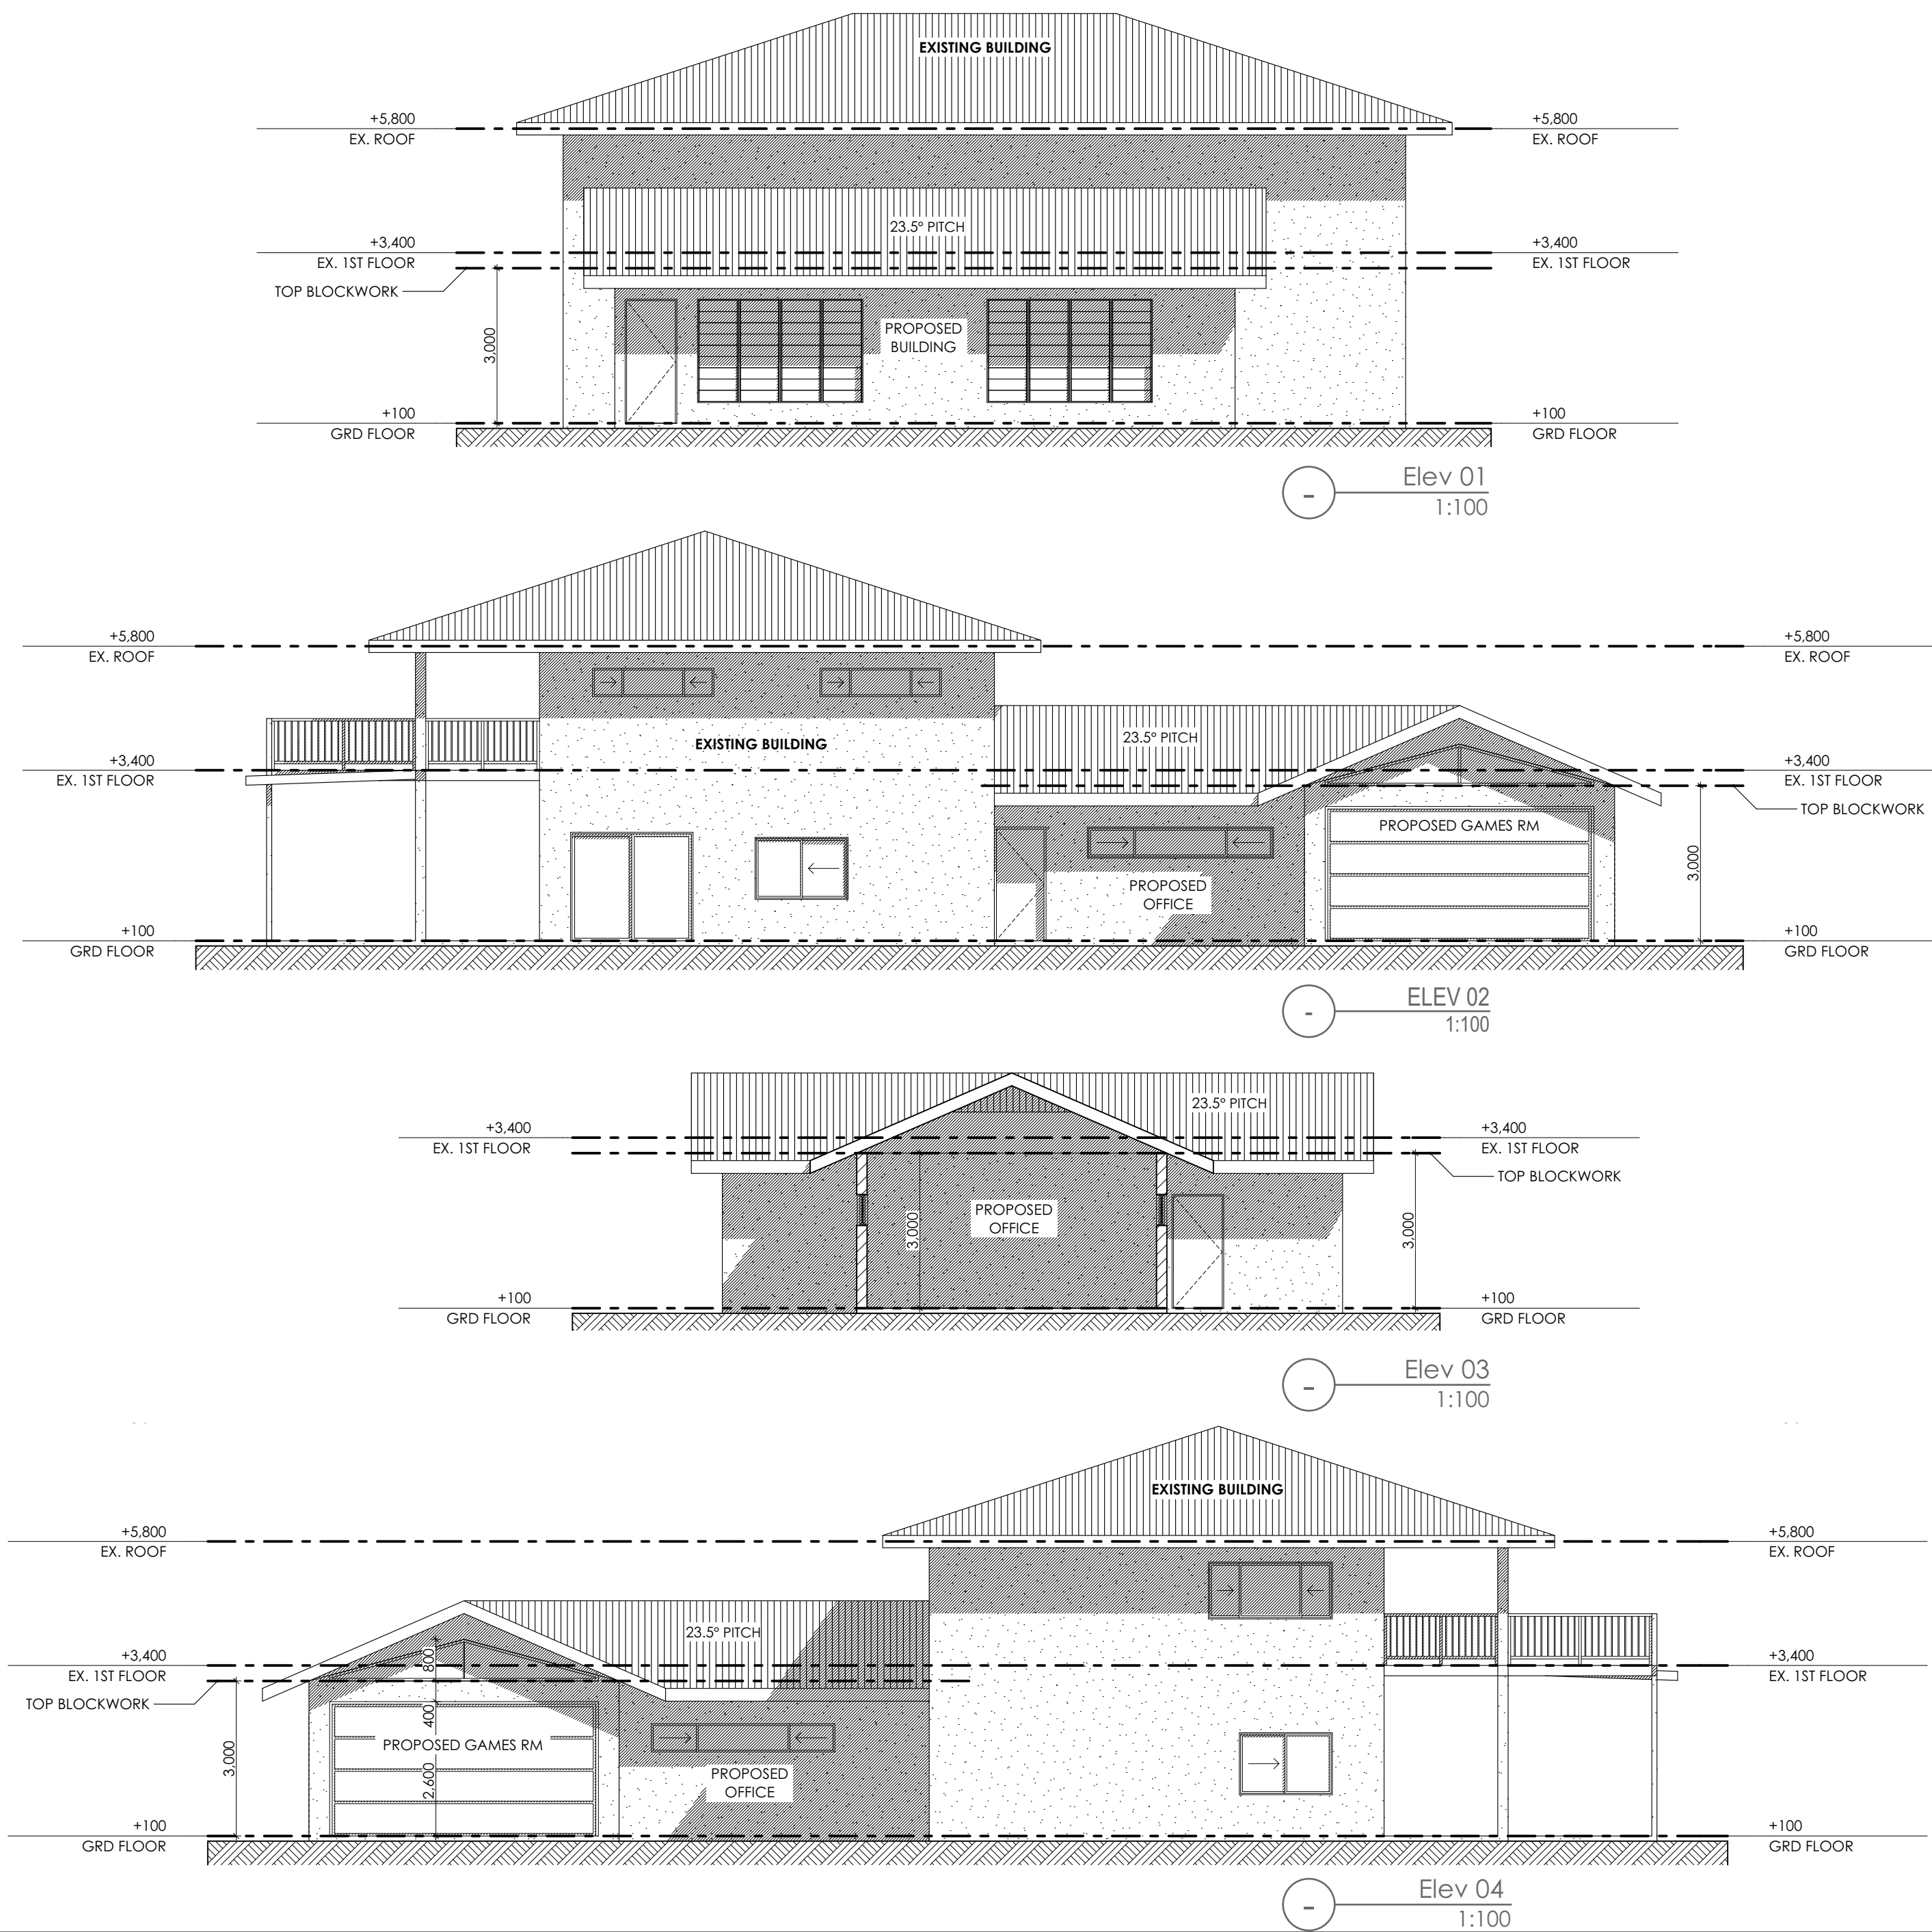 EXISTING BUILDING
+5,800
EX. ROOF
+5,800
EX. ROOF
23.5° PITCH
+3,400
EX. 1ST FLOOR
+3,400
EX. 1ST FLOOR
TOP BLOCKWORK
3,000
PROPOSED
BUILDING
+100
GRD FLOOR
+100
GRD FLOOR
-
Elev 01
1:100
+5,800
EX. ROOF
+5,800
EX. ROOF
23.5° PITCH
EXISTING BUILDING
+3,400
EX. 1ST FLOOR
+3,400
EX. 1ST FLOOR
TOP BLOCKWORK
PROPOSED GAMES RM
3,000
PROPOSED
OFFICE
+100
GRD FLOOR
+100
GRD FLOOR
-
ELEV 02
1:100
23.5° PITCH
+3,400
EX. 1ST FLOOR
+3,400
EX. 1ST FLOOR
TOP BLOCKWORK
PROPOSED
OFFICE
3,000
3,000
+100
GRD FLOOR
+100
GRD FLOOR
-
Elev 03
1:100
EXISTING BUILDING
+5,800
EX. ROOF
+5,800
EX. ROOF
23.5° PITCH
800
+3,400
EX. 1ST FLOOR
+3,400
EX. 1ST FLOOR
TOP BLOCKWORK
400
PROPOSED GAMES RM
3,000
2,600
PROPOSED
OFFICE
+100
GRD FLOOR
+100
GRD FLOOR
-
Elev 04
1:100